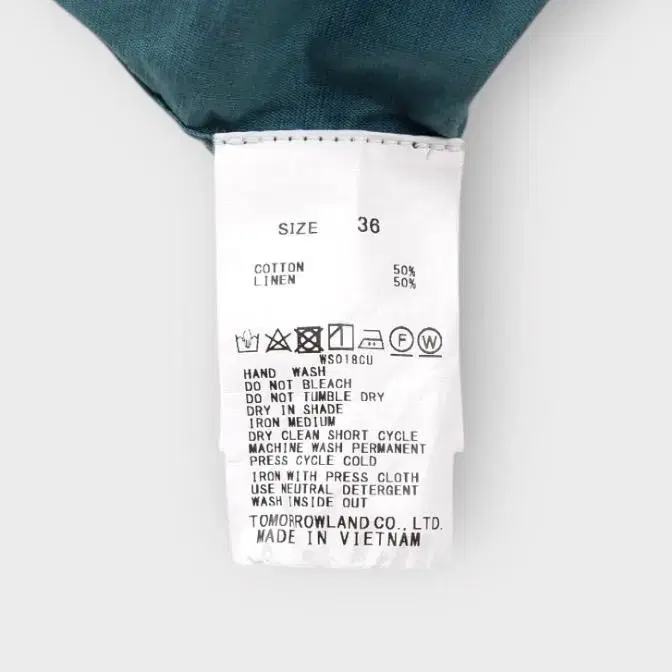 SIZE 36
COTTON 50%
LINEN 50%
F W
WS018CU
HAND WASH
DO NOT BLEACH
DO NOT TUMBLE DRY
DRY IN SHADE
IRON MEDIUM
DRY CLEAN SHORT CYCLE
MACHINE WASH PERMANENT
PRESS CYCLE COLD
IRON WITH PRESS CLOTH
USE NEUTRAL DETERGENT
WASH INSIDE OUT
TOMORROWLAND CO., LTD.
MADE IN VIETNAM